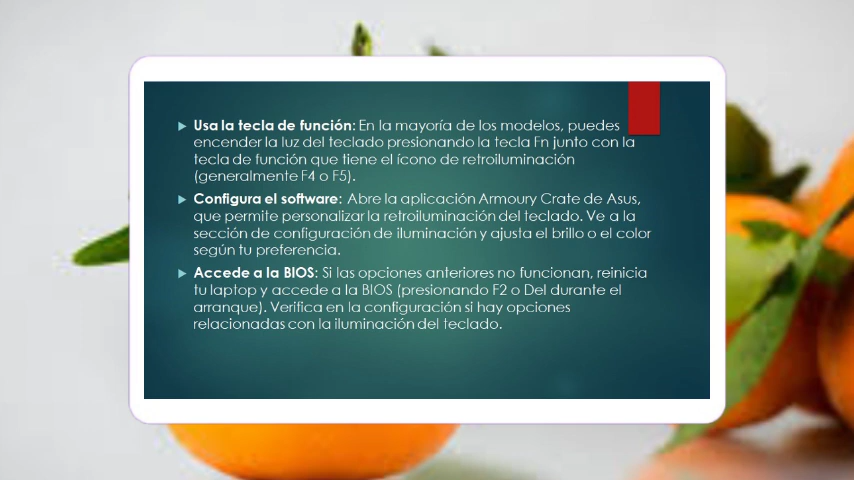 Usa la tecla de función: En la mayoría de los modelos, puedes
encender la luz del teclado presionando la tecla Fn junto con la
tecla de función que tiene el ícono de retroiluminación
(generalmente F4 o F5).
Configura el software: Abre la aplicación Armoury Crate de Asus,
que permite personalizar la retroiluminación del teclado. Ve a la
sección de configuración de iluminación y ajusta el brillo o el color
según tu preferencia.
Accede a la BIOS: Si las opciones anteriores no funcionan, reinicia
tu laptop y accede a la BIOS (presionando F2 o Del durante el
arranque). Verifica en la configuración si hay opciones
relacionadas con la iluminación del teclado.